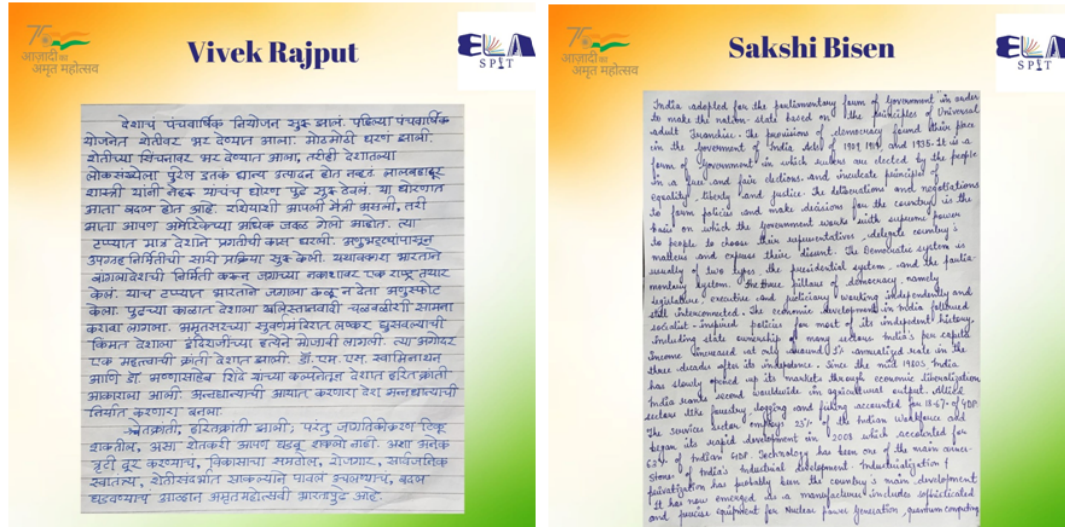 आज़ादी का
अमृत महोत्सव
Vivek Rajput
ELA
SPIT
देशाचं पंचवार्षिक नियोजन सुरू झालं. पहिल्या पंचवार्षिक
योजनेत शेतीवर भर देण्यात आला. मोठमोठी धरणं झाली.
शेतीच्या सिंचनावर भर देण्यात आला, तरीही देशातल्या
लोकसंख्येला पुरेल इतकं धान्य उत्पादन होत नव्हतं लालबहादूर
शास्त्री यांनी नेहरू यांचंच धोरण पुढे सुरू ठेवलं. या धोरणात
आता बदल होत आहे. रशियाशी आपली मैत्री असली, तरी
आता आपण अमेरिकेच्या अधिक जवळ गेलो आहोत. त्या
टप्प्यात मात्र देशाने प्रगतीची कास धरली. अणुभट्ट्यांपासून
उपग्रह निर्मितीची सारी प्रक्रिया सुरू केली. यथावकाश भारताने
बांगलादेशची निर्मिती करून जगाच्या नकाशावर एक राष्ट्र तयार
केलं. याच टप्प्यात भारताने जगाला कळू न देता अणुस्फोट
केला. पुढच्या काळात देशाला खलिस्तानवादी चळवळीशी सामना
करावा लागला. अमृतसरच्या सुवर्णमंदिरात लष्कर घुसवल्याची
किंमत देशाला इंदिराजींच्या हत्येने मोजावी लागली. त्या अगोदर
एक महत्त्वाची क्रांती देशात झाली. डॉ. एम. एस. स्वामिनाथन
आणि डॉ. अण्णासाहेब शिंदे यांच्या कल्पनेतून देशात हरित क्रांती
आकाराला आली. अन्नधान्याची आयात करणारा देश अन्नधान्याची
निर्यात करणारा बनला.
श्वेतक्रांती, हरितक्रांती झाली; परंतु जागतिकीकरण टिकू
शकतील, असा शेतकरी आपण घडवू शकलो नाही. अशा अनेक
त्रुटी दूर करण्याचं, विकासाचा समतोल, रोजगार, सार्वजनिक
स्वातंत्र्य, शेतीसंदर्भात साकल्याने पावलं उचलण्याचं, बदल
घडवण्याचं आव्हान अमृतमहोत्सवी भारतापुढे आहे.
आज़ादी का
अमृत महोत्सव
Sakshi Bisen
ELA
SPIT
India adopted for the parliamentary form of Government in order
to make the nation-state based on the principles of Universal
adult Franchise. The provisions of democracy found their place
in the government of India Acts of 1909, 1919, and 1935. It is a
form of Government in which rulers are elected by the people
in a free and fair elections and inculcate principle of
equality, liberty and justice. The deliberations and negotiations
to form policies and make decisions for the country is the
basis on which the government works with supreme power
to people to choose their representatives, delegate country's
matters and express their dissent. The Democratic system is
usually of two types, the presidential system, and the parlia-
mentary system. The three pillars of democracy, namely
legislature, executive and judiciary working independently and
still interconnected. The economic development in India followed
socialist-inspired policies for most of its independent history,
including state ownership of many sectors India's per capita
Income increased at only around 1% annualized rate in the
three decades after its independence. Since the mid 1980s India
has slowly opened up its markets through economic liberalization,
India ranks second worldwide in agricultural output. Allied
sectors like forestry logging and fishing accounted for 18.6% of GDP.
The services sector employs 23% of the Indian Workforce and
began its rapid development in 2003 which accounted for
62% of Indian GDP. Technology has been one of the main corner-
stones of India's industrial development. Industrialization &
privatization has probably been the country's main development
It has now emerged as a manufacturer includes sophisticated
and precise equipment for Nuclear power Generation, quantum computing